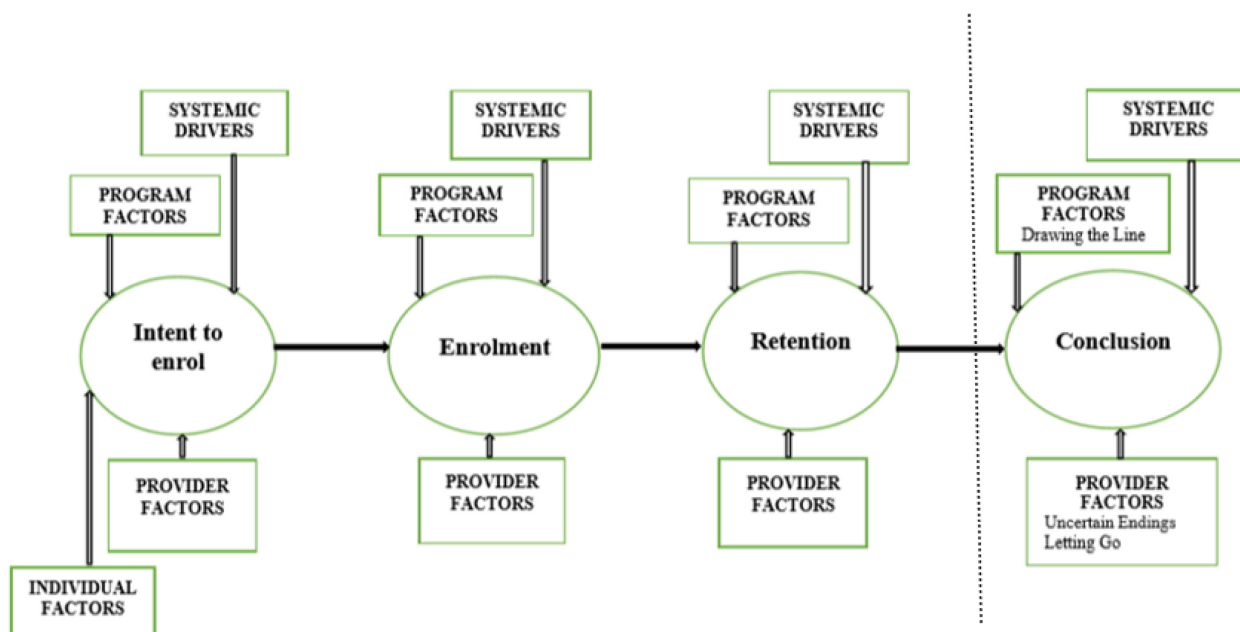 SYSTEMIC
DRIVERS
PROGRAM
FACTORS
Intent to
enrol
PROVIDER
FACTORS
INDIVIDUAL
FACTORS
SYSTEMIC
DRIVERS
PROGRAM
FACTORS
Enrolment
PROVIDER
FACTORS
SYSTEMIC
DRIVERS
PROGRAM
FACTORS
Retention
PROVIDER
FACTORS
SYSTEMIC
DRIVERS
PROGRAM
FACTORS
Drawing the Line
Conclusion
PROVIDER
FACTORS
Uncertain Endings
Letting Go